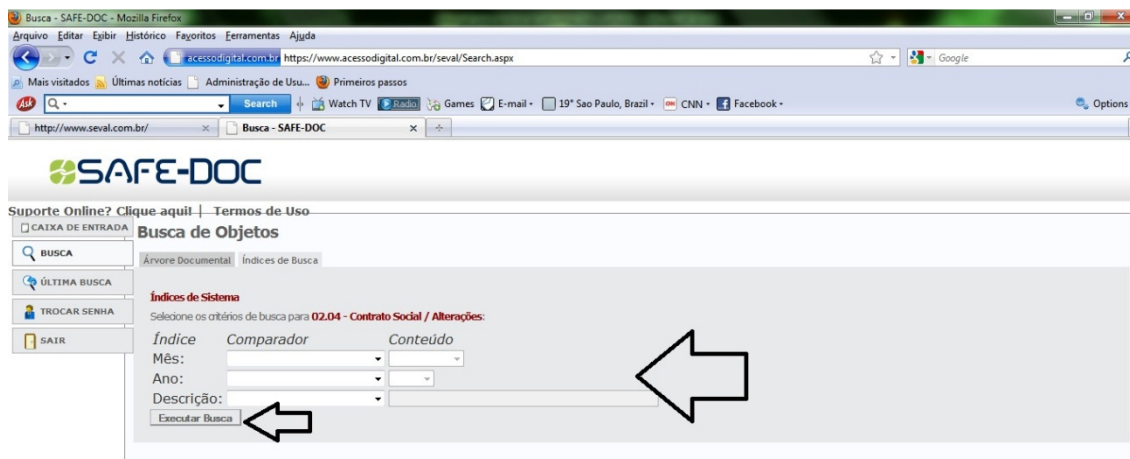 Busca - SAFE-DOC - Mozilla Firefox
Arquivo Editar Exibir Histórico Favoritos Ferramentas Ajuda
acessodigital.com.br https://www.acessodigital.com.br/seval/Search.aspx Google
Mais visitados Últimas notícias Administração de Usu... Primeiros passos
Ask Search Watch TV Radio Games E-mail 19° Sao Paulo, Brazil CNN Facebook Options
http://www.seval.com.br/ Busca - SAFE-DOC
SAFE-DOC
Suporte Online? Clique aqui! | Termos de Uso
CAIXA DE ENTRADA
BUSCA
ÚLTIMA BUSCA
TROCAR SENHA
SAIR
Busca de Objetos
Árvore Documental Índices de Busca
Índices de Sistema
Selecione os critérios de busca para 02.04 - Contrato Social / Alterações:
Índice Comparador Conteúdo
Mês:
Ano:
Descrição:
Executar Busca